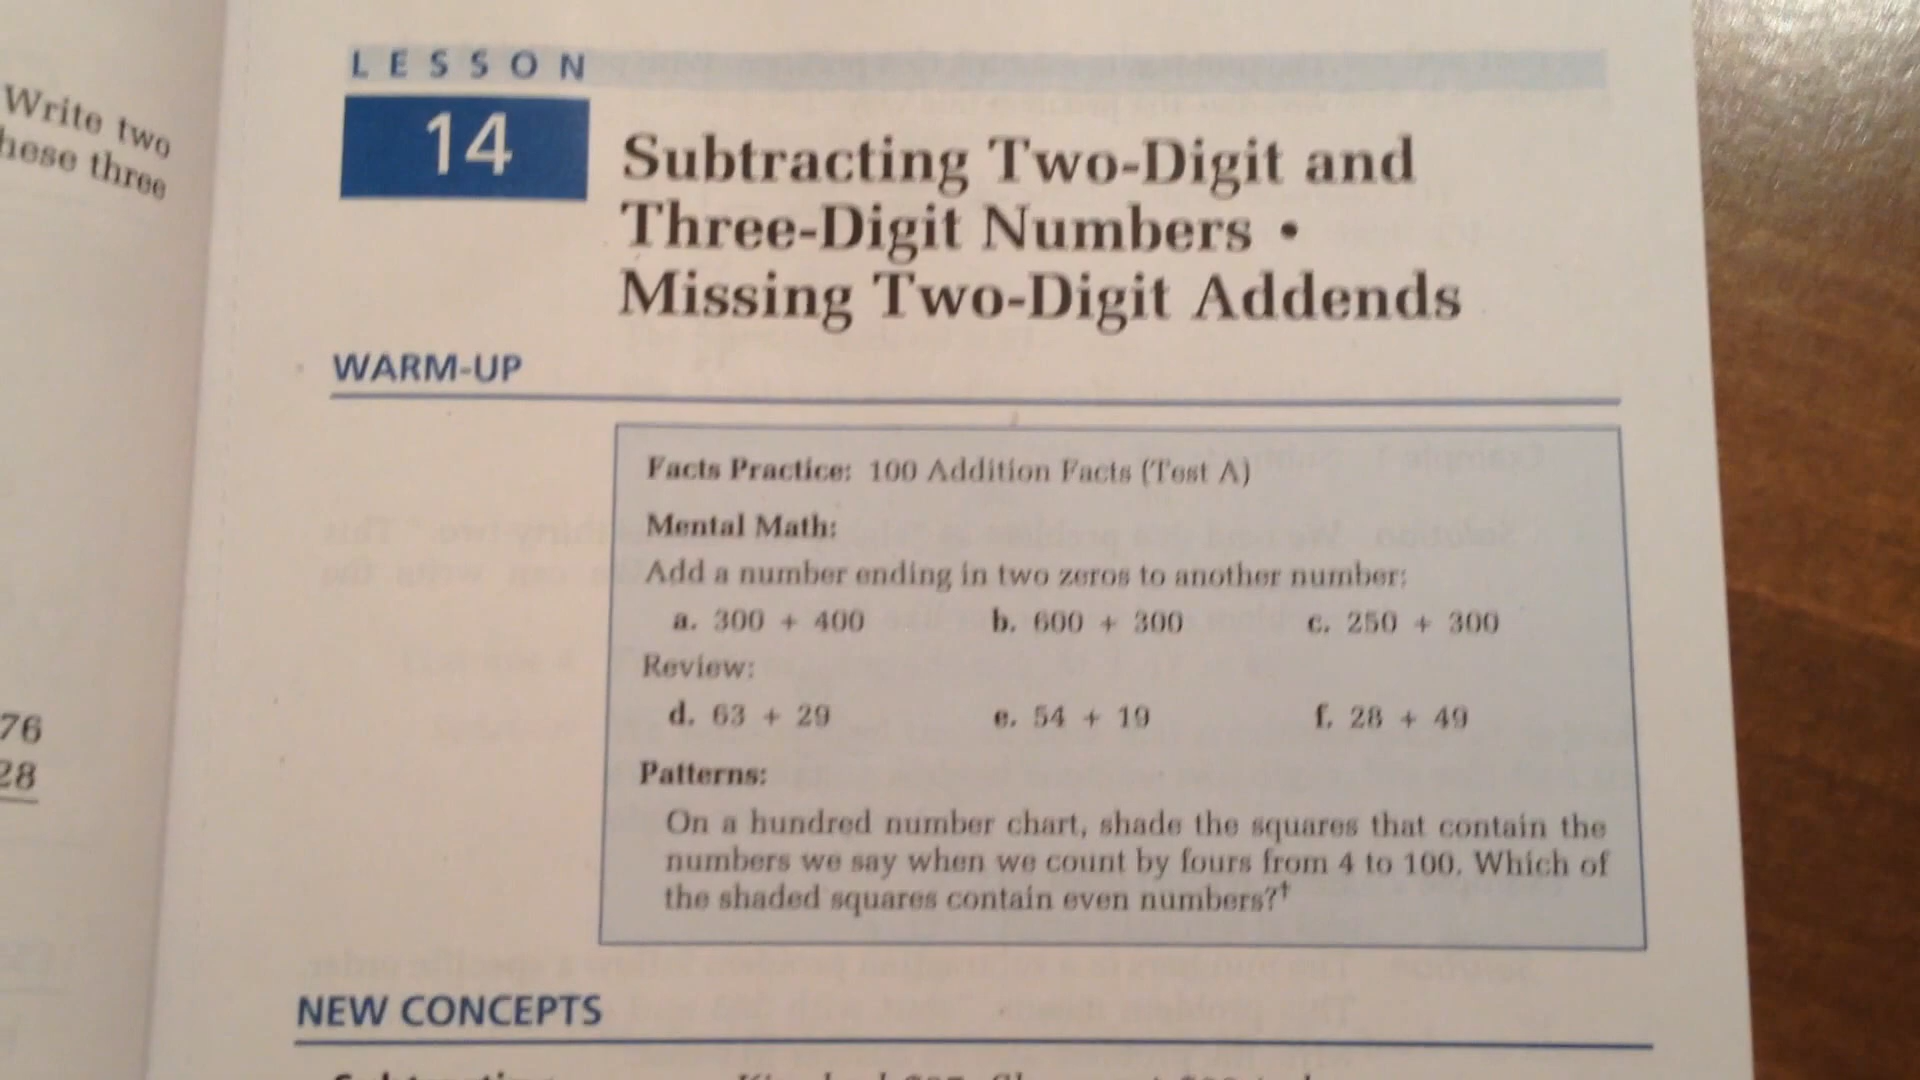 Write two
hese three
76
28
LESSON
14
Subtracting Two-Digit and
Three-Digit Numbers •
Missing Two-Digit Addends
WARM-UP
Facts Practice: 100 Addition Facts (Test A)
Mental Math:
Add a number ending in two zeros to another number:
a. 300 + 400 b. 600 + 300 c. 250 + 300
Review:
d. 63 + 29 e. 54 + 19 f. 28 + 49
Patterns:
On a hundred number chart, shade the squares that contain the
numbers we say when we count by fours from 4 to 100. Which of
the shaded squares contain even numbers?†
NEW CONCEPTS